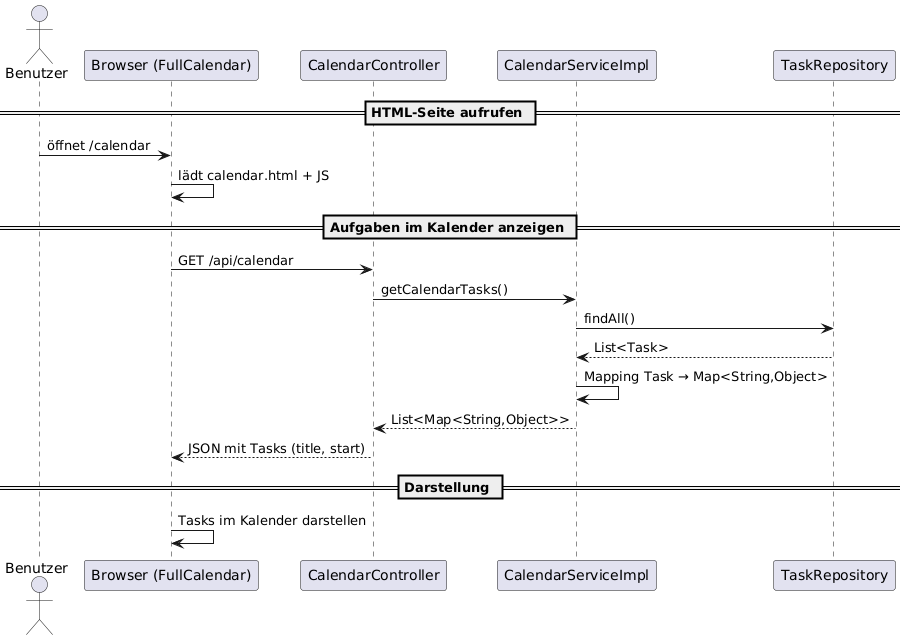 Benutzer
Browser (FullCalendar)
CalendarController
CalendarServiceImpl
TaskRepository
HTML-Seite aufrufen
öffnet /calendar
lädt calendar.html + JS
Aufgaben im Kalender anzeigen
GET /api/calendar
getCalendarTasks()
findAll()
List<Task>
Mapping Task → Map<String,Object>
List<Map<String,Object>>
JSON mit Tasks (title, start)
Darstellung
Tasks im Kalender darstellen
Benutzer
Browser (FullCalendar)
CalendarController
CalendarServiceImpl
TaskRepository